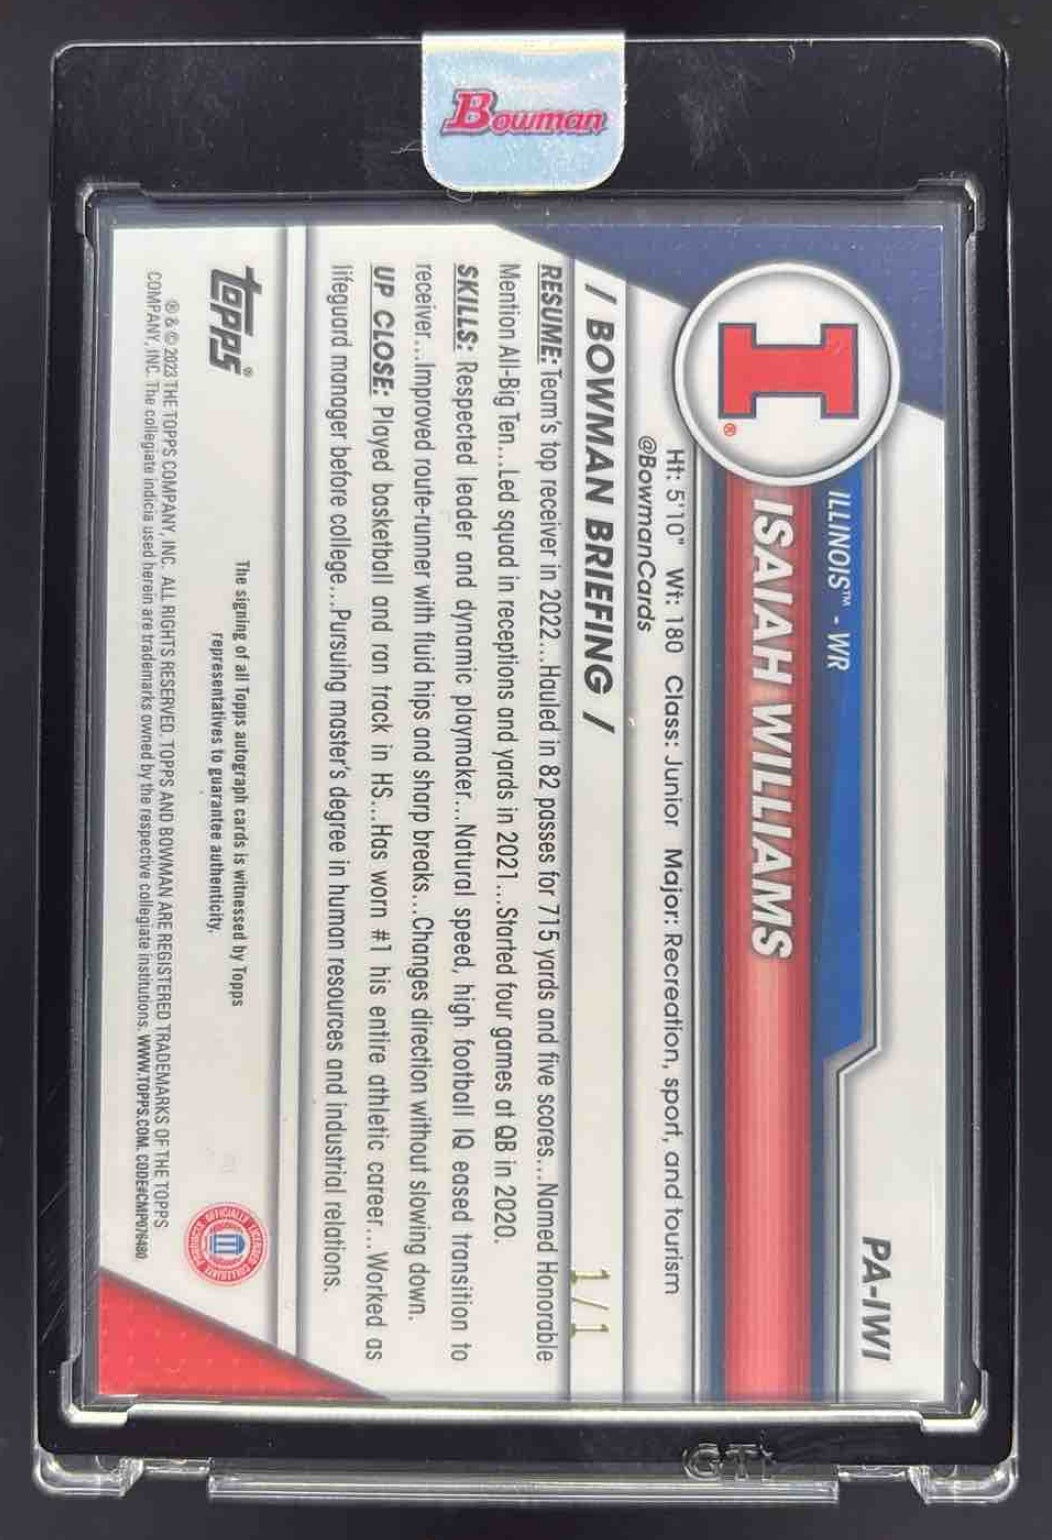 Bowman
PA-IWI
ILLINOIS™ - WR
ISAIAH WILLIAMS
I®
Ht: 5'10" Wt: 180 Class: Junior Major: Recreation, sport, and tourism
@BowmanCards
/ BOWMAN BRIEFING /
1/1
RESUME: Team's top receiver in 2022...Hauled in 82 passes for 715 yards and five scores...Named Honorable
Mention All-Big Ten...Led squad in receptions and yards in 2021...Started four games at QB in 2020.
SKILLS: Respected leader and dynamic playmaker...Natural speed, high football IQ eased transition to
receiver...Improved route-runner with fluid hips and sharp breaks...Changes direction without slowing down.
UP CLOSE: Played basketball and ran track in HS...Has worn #1 his entire athletic career...Worked as
lifeguard manager before college...Pursuing master's degree in human resources and industrial relations.
topps®
The signing of all Topps autograph cards is witnessed by Topps
representatives to guarantee authenticity.
OFFICIALLY LICENSED COLLEGIATE PRODUCTS
® & © 2023 THE TOPPS COMPANY, INC. ALL RIGHTS RESERVED. TOPPS AND BOWMAN ARE REGISTERED TRADEMARKS OF THE TOPPS
COMPANY, INC. The collegiate indicia used herein are trademarks owned by the respective collegiate institutions. WWW.TOPPS.COM. CODE#CMP076480